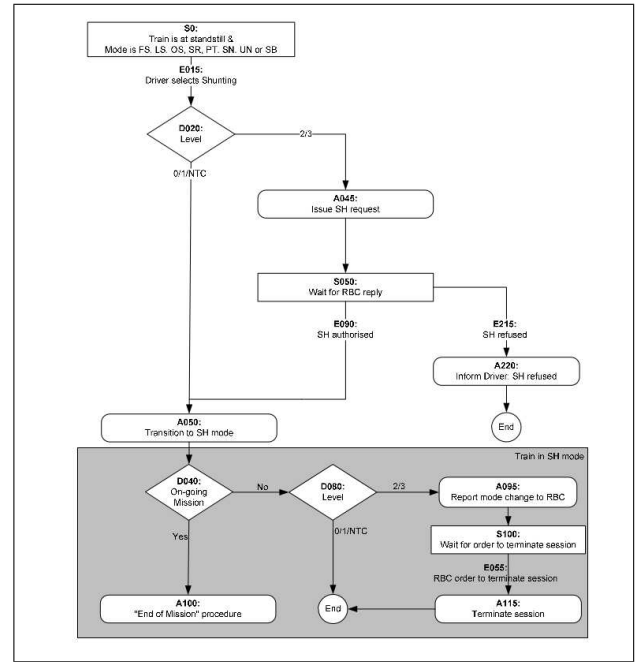 S0:
Train is at standstill &
Mode is FS. LS. OS, SR, PT. SN. UN or SB
E015:
Driver selects Shunting
D020:
Level
2/3
0/1/NTC
A045:
Issue SH request
S050:
Wait for RBC reply
E090:
SH authorised
E215:
SH refused
A220:
Inform Driver: SH refused
End
A050:
Transition to SH mode
Train in SH mode
D040:
On-going
Mission
No
D080:
Level
2/3
A095:
Report mode change to RBC
S100:
Wait for order to terminate session
Yes
0/1/NTC
E055:
RBC order to terminate session
A100:
"End of Mission" procedure
End
A115:
Terminate session